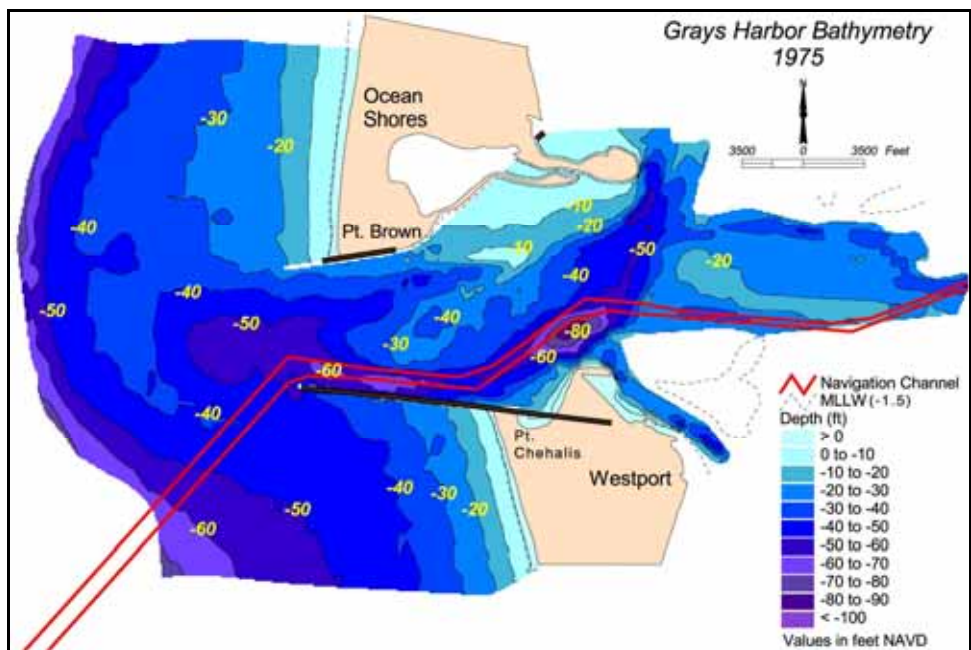 Grays Harbor Bathymetry
1975
N
3500 0 3500 Feet
Ocean
Shores
Pt. Brown
-30
-20
-40
-50
-40
-50
-40
-60
-30
-40
-10
-10
-20
-40
-50
-20
-80
-60
-40
-30
-20
-50
-60
Pt.
Chehalis
Westport
Navigation Channel
MLLW (-1.5)
Depth (ft)
> 0
0 to -10
-10 to -20
-20 to -30
-30 to -40
-40 to -50
-50 to -60
-60 to -70
-70 to -80
-80 to -90
< -100
Values in feet NAVD